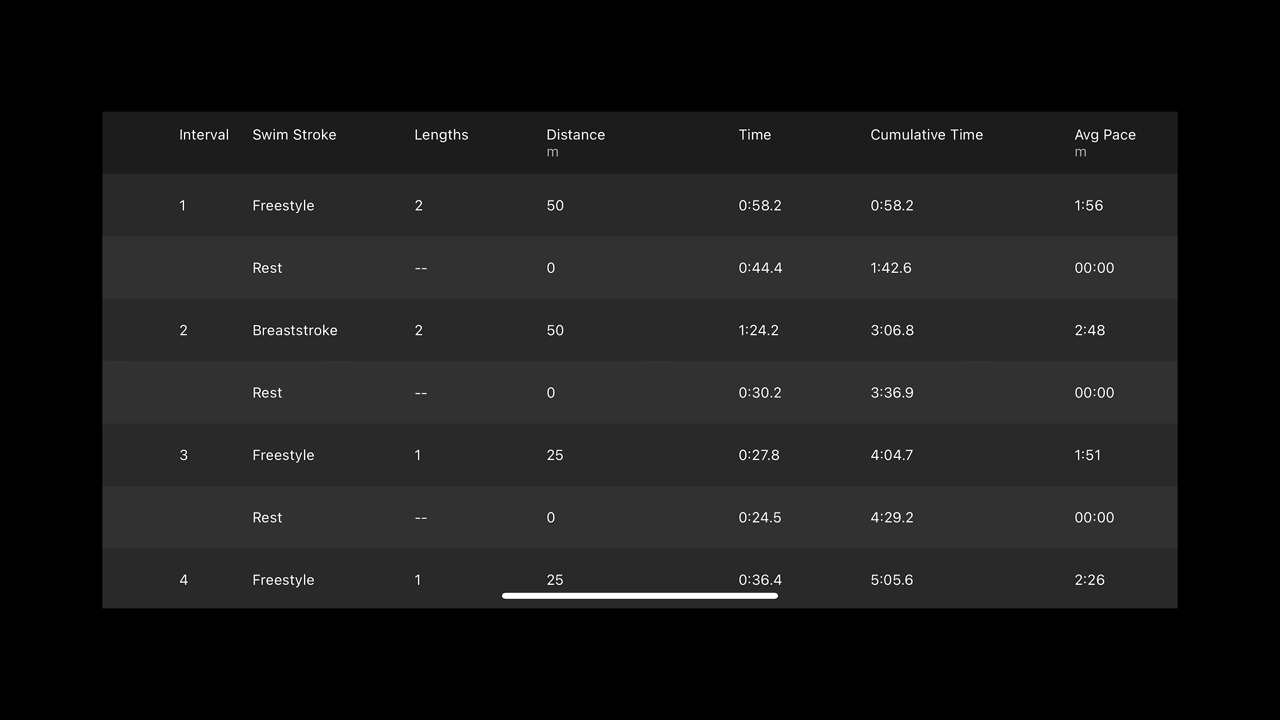 Interval Swim Stroke Lengths Distance Time Cumulative Time Avg Pace
m m
1 Freestyle 2 50 0:58.2 0:58.2 1:56
Rest -- 0 0:44.4 1:42.6 00:00
2 Breaststroke 2 50 1:24.2 3:06.8 2:48
Rest -- 0 0:30.2 3:36.9 00:00
3 Freestyle 1 25 0:27.8 4:04.7 1:51
Rest -- 0 0:24.5 4:29.2 00:00
4 Freestyle 1 25 0:36.4 5:05.6 2:26